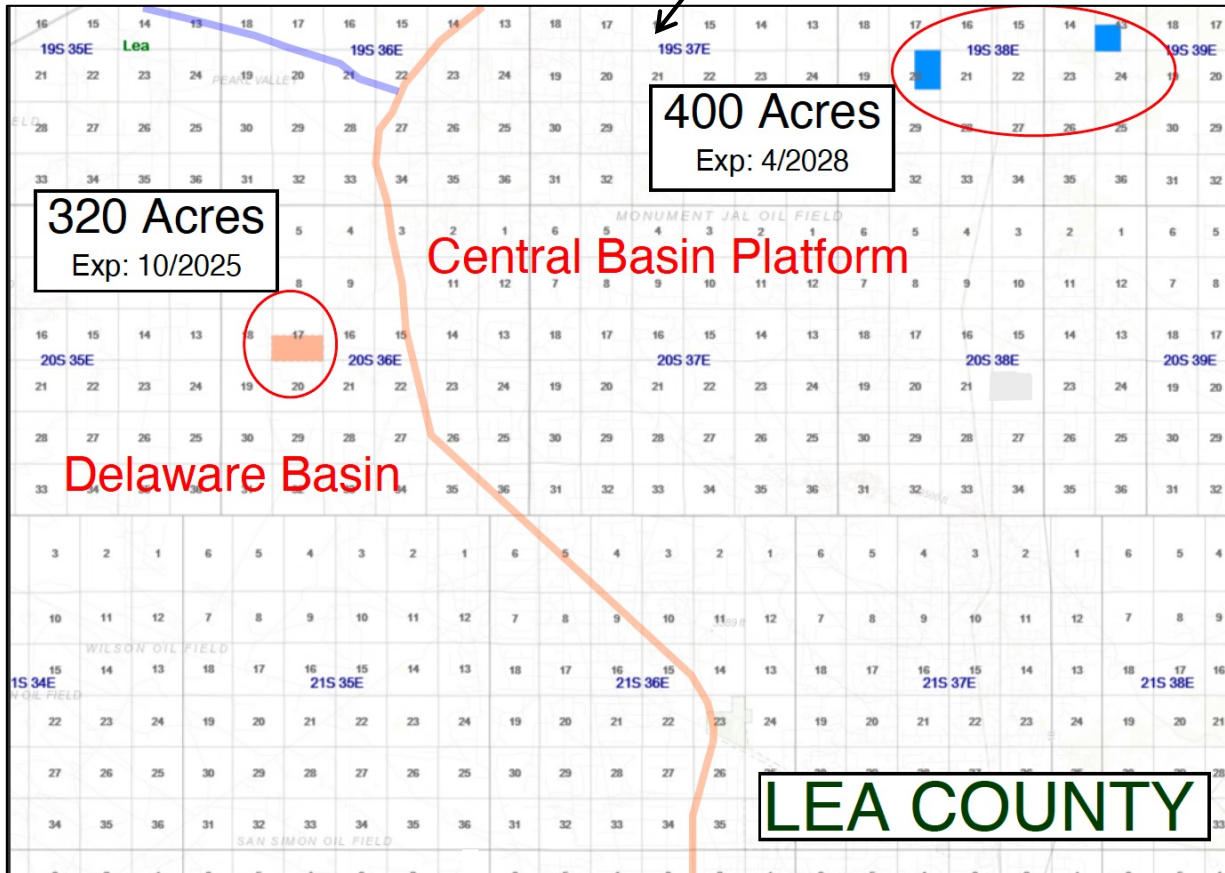 16 15 14 13 18 17 16 15 14 13 18 17 15 14 13 18 17 16 15 14 13 18 17
19S 35E Lea 19S 36E 19S 37E 19S 38E 19S 39E
21 22 23 24 19 20 21 22 23 24 19 20 21 22 23 24 19 20 21 22 23 24 19 20
PEARL VALLEY
400 Acres
Exp: 4/2028
ELD
28 27 26 25 30 29 28 27 26 25 30 29 29 28 27 26 25 30 29
33 34 35 36 31 32 33 34 35 36 31 32 32 33 34 35 36 31 32
320 Acres
Exp: 10/2025
MONUMENT JAL OIL FIELD
5 4 3 2 1 6 5 4 3 2 1 6 5 4 3 2 1 6 5
Central Basin Platform
8 9 11 12 7 8 9 10 11 12 7 8 9 10 11 12 7 8
16 15 14 13 18 17 16 15 14 13 18 17 16 15 14 13 18 17 16 15 14 13 18 17
20S 35E 20S 36E 20S 37E 20S 38E 20S 39E
21 22 23 24 19 20 21 22 23 24 19 20 21 22 23 24 19 20 21 23 24 19 20
28 27 26 25 30 29 28 27 26 25 30 29 28 27 26 25 30 29 28 27 26 25 30 29
Delaware Basin
33 34 35 36 31 32 33 34 35 36 31 32 33 34 35 36 31 32 33 34 35 36 31 32
3 2 1 6 5 4 3 2 1 6 5 4 3 2 1 6 5 4 3 2 1 6 5 4
10 11 12 7 8 9 10 11 12 7 8 9 10 11 12 7 8 9 10 11 12 7 8 9
WILSON OIL FIELD
15 14 13 18 17 16 15 14 13 18 17 16 15 14 13 18 17 16 15 14 13 18 17 16
1S 34E 21S 35E 21S 36E 21S 37E 21S 38E
N OIL FIELD
22 23 24 19 20 21 22 23 24 19 20 21 22 23 24 19 20 21 22 23 24 19 20 21
27 26 25 30 29 28 27 26 25 30 29 28 27 26
34 35 36 31 32 33 34 35 36 31 32 33 34 35
LEA COUNTY
SAN SIMON OIL FIELD